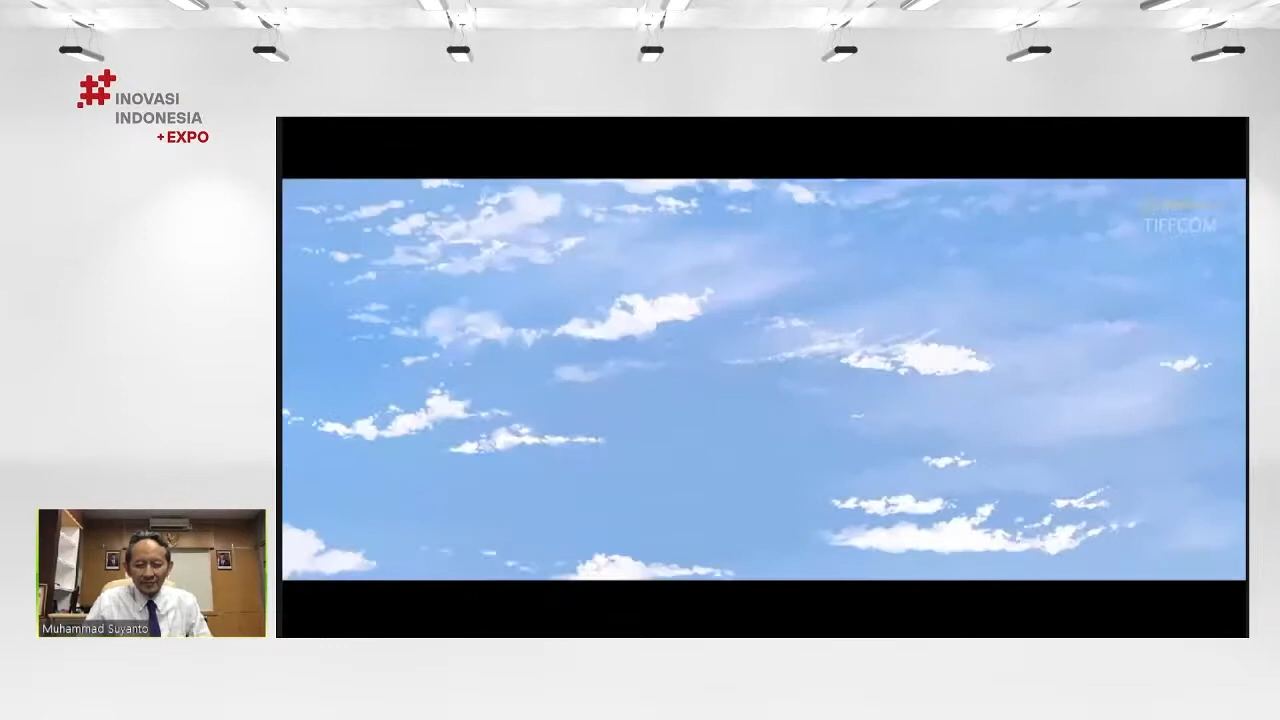 INOVASI
INDONESIA
+EXPO
TIFFCOM
Muhammad Suyanto